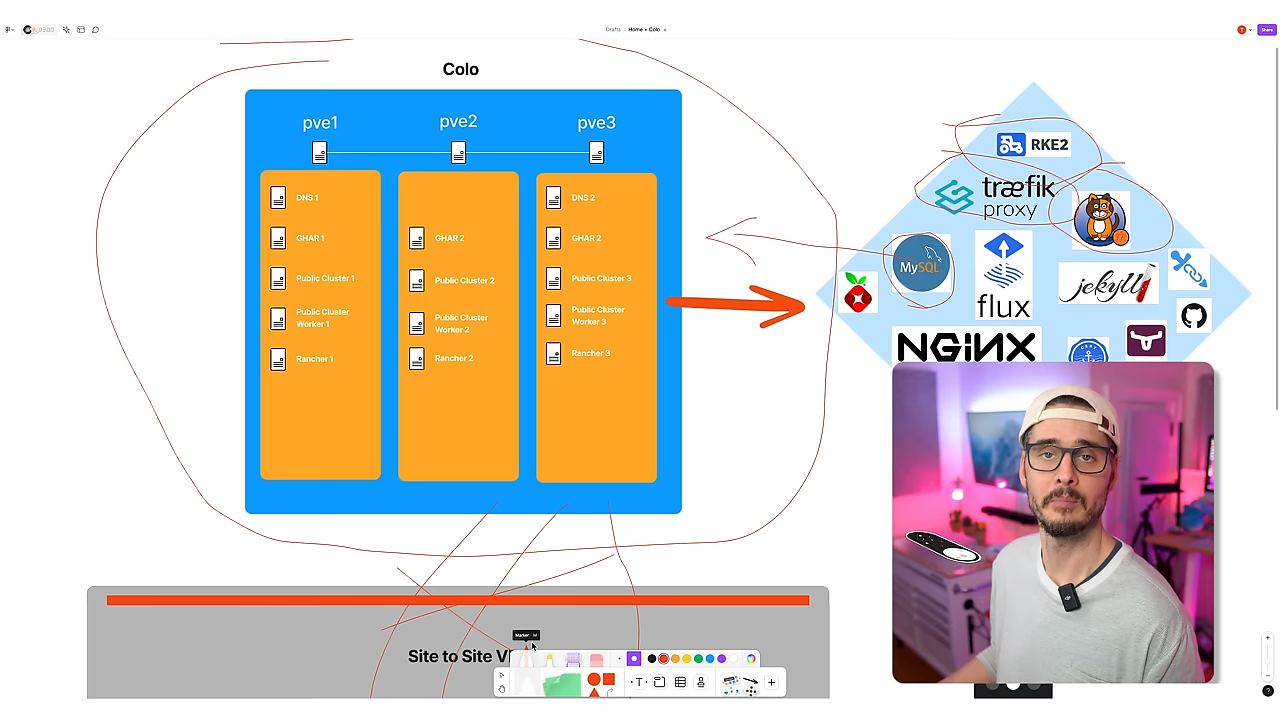 Drafts / Home + Colo
Share
Colo
pve1
pve2
pve3
DNS 1
GHAR 1
Public Cluster 1
Public Cluster
Worker 1
Rancher 1
GHAR 2
Public Cluster 2
Public Cluster
Worker 2
Rancher 2
DNS 2
GHAR 2
Public Cluster 3
Public Cluster
Worker 3
Rancher 3
RKE2
træfik
proxy
MySQL
flux
jekyll
NGiNX
Marker M
Site to Site V
T